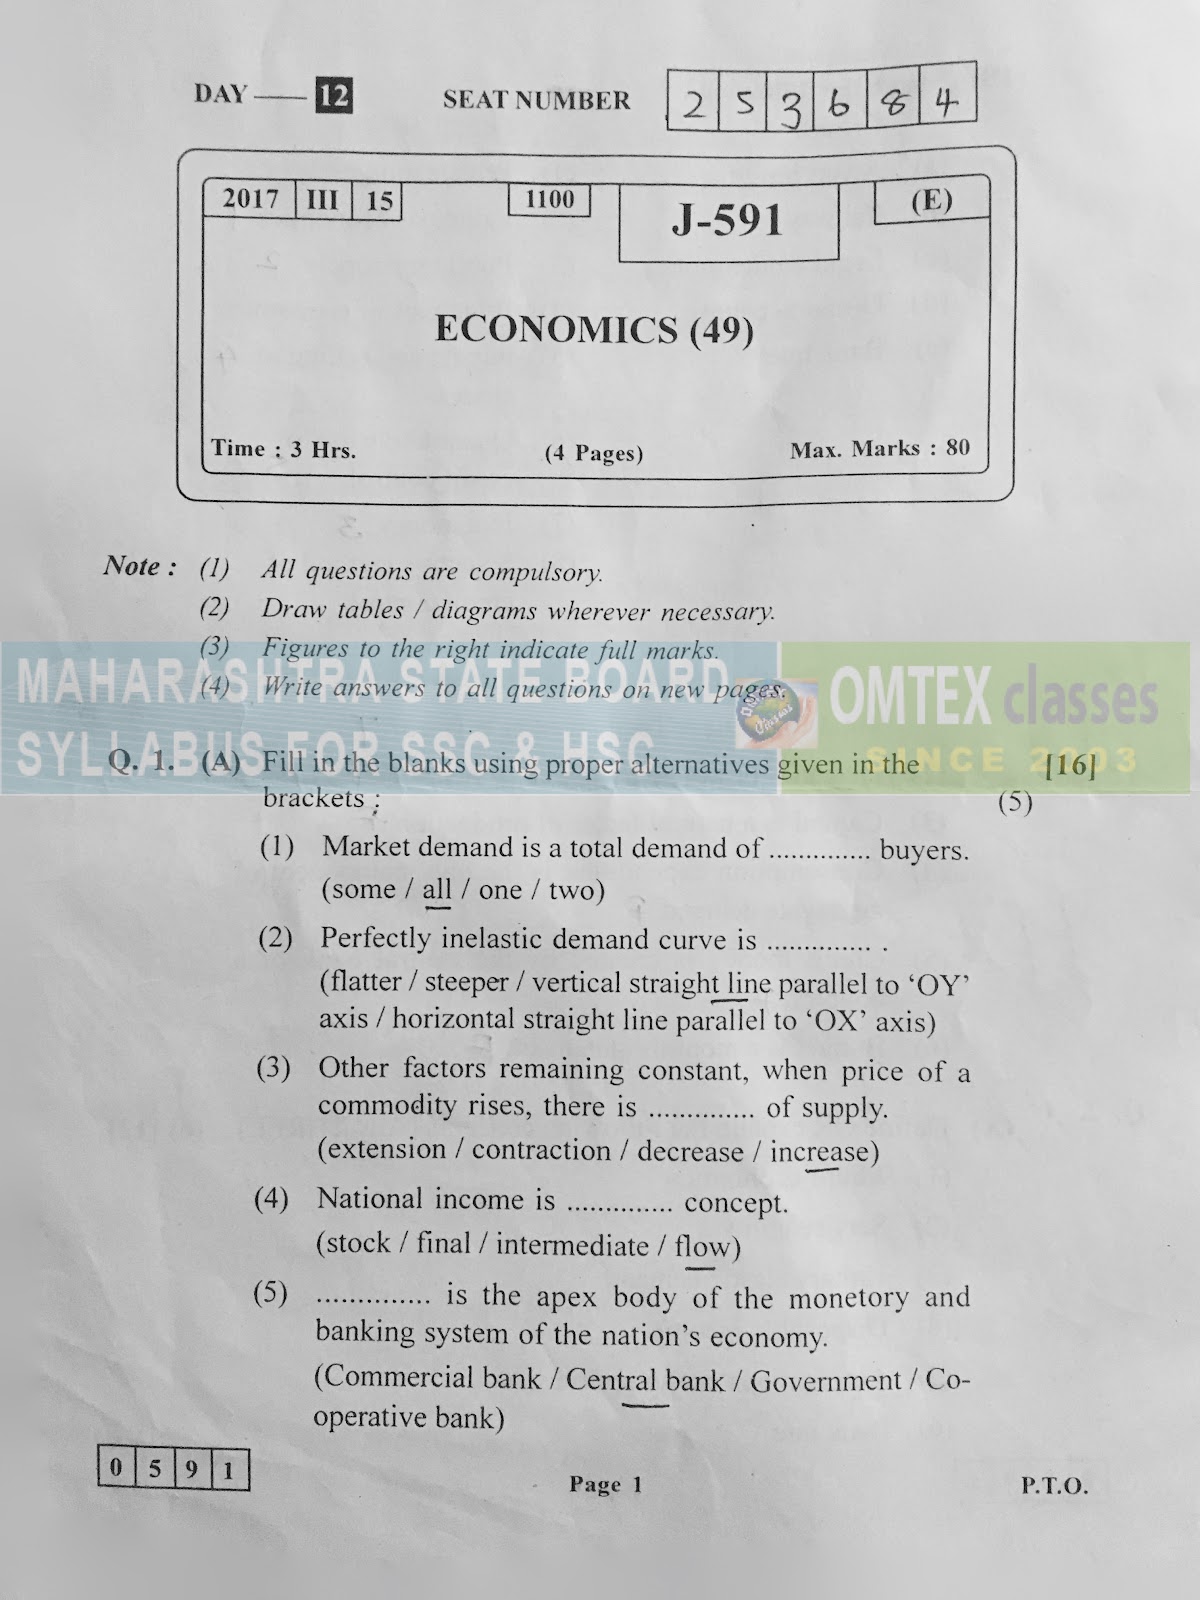 DAY — 12 SEAT NUMBER 2 5 3 6 8 4
2017 III 15 1100 J-591 (E)
ECONOMICS (49)
Time : 3 Hrs. (4 Pages) Max. Marks : 80
Note : (1) All questions are compulsory.
(2) Draw tables / diagrams wherever necessary.
(3) Figures to the right indicate full marks.
(4) Write answers to all questions on new pages.
MAHARASHTRA STATE BOARD
SYLLABUS FOR SSC & HSC
OMTEX classes
SINCE 2003
Q. 1. (A) Fill in the blanks using proper alternatives given in the [16]
brackets : (5)
(1) Market demand is a total demand of .............. buyers.
(some / all / one / two)
(2) Perfectly inelastic demand curve is .............. .
(flatter / steeper / vertical straight line parallel to ‘OY’
axis / horizontal straight line parallel to ‘OX’ axis)
(3) Other factors remaining constant, when price of a
commodity rises, there is .............. of supply.
(extension / contraction / decrease / increase)
(4) National income is .............. concept.
(stock / final / intermediate / flow)
(5) .............. is the apex body of the monetory and
banking system of the nation’s economy.
(Commercial bank / Central bank / Government / Co-
operative bank)
0 5 9 1 Page 1 P.T.O.